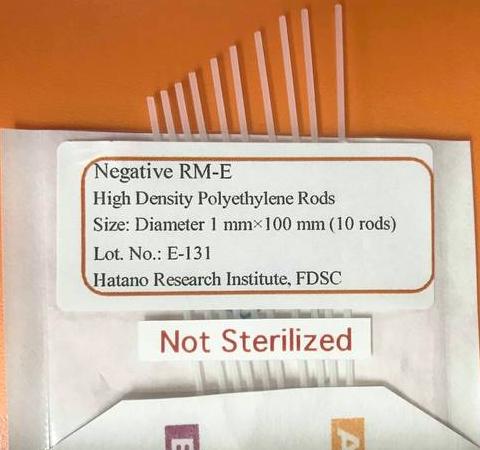 Negative RM-E
High Density Polyethylene Rods
Size: Diameter 1 mm×100 mm (10 rods)
Lot. No.: E-131
Hatano Research Institute, FDSC
Not Sterilized
E
A